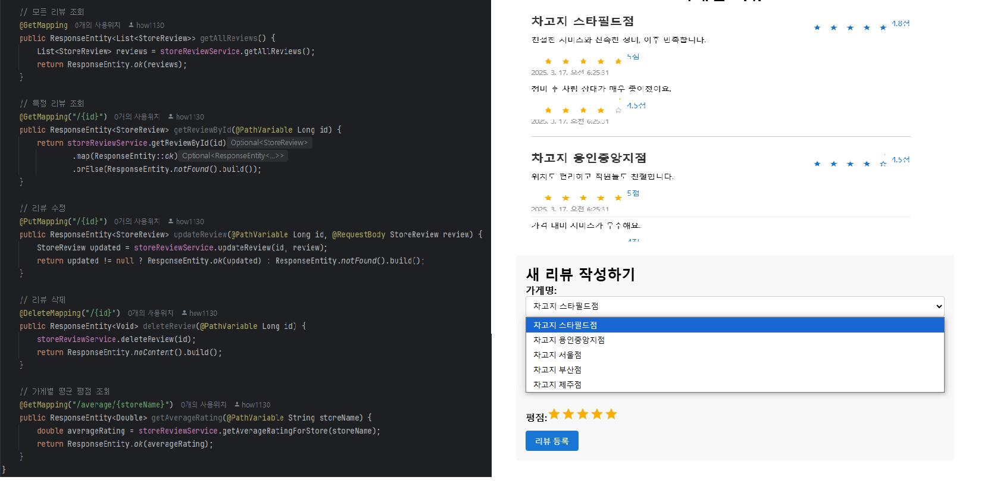 // 모든 리뷰 조회
@GetMapping 0개의 사용위치 how1130
public ResponseEntity<List<StoreReview>> getAllReviews() {
List<StoreReview> reviews = storeReviewService.getAllReviews();
return ResponseEntity.ok(reviews);
}
// 특정 리뷰 조회
@GetMapping("/{id}") 0개의 사용위치 how1130
public ResponseEntity<StoreReview> getReviewById(@PathVariable Long id) {
return storeReviewService.getReviewById(id) Optional<StoreReview>
.map(ResponseEntity::ok) Optional<ResponseEntity<...>>
.orElse(ResponseEntity.notFound().build());
}
// 리뷰 수정
@PutMapping("/{id}") 0개의 사용위치 how1130
public ResponseEntity<StoreReview> updateReview(@PathVariable Long id, @RequestBody StoreReview review) {
StoreReview updated = storeReviewService.updateReview(id, review);
return updated != null ? ResponseEntity.ok(updated) : ResponseEntity.notFound().build();
}
// 리뷰 삭제
@DeleteMapping("/{id}") 0개의 사용위치 how1130
public ResponseEntity<Void> deleteReview(@PathVariable Long id) {
storeReviewService.deleteReview(id);
return ResponseEntity.noContent().build();
}
// 가게별 평균 평점 조회
@GetMapping("/average/{storeName}") 0개의 사용위치 how1130
public ResponseEntity<Double> getAverageRating(@PathVariable String storeName) {
double averageRating = storeReviewService.getAverageRatingForStore(storeName);
return ResponseEntity.ok(averageRating);
}
}
차고지 스타필드점
4.8점
친절한 서비스와 신속한 정비, 아주 만족합니다.
5점
2025. 3. 17. 오전 6:25:31
정비 후 차량 상태가 매우 좋아졌어요.
4.5점
2025. 3. 17. 오전 6:25:31
차고지 용인중앙지점
4.5점
위치도 편리하고 직원들도 친절합니다.
5점
2025. 3. 17. 오전 6:25:31
가격 대비 서비스가 우수해요.
4점
새 리뷰 작성하기
가게명:
차고지 스타필드점
차고지 스타필드점
차고지 용인중앙지점
차고지 서울점
차고지 부산점
차고지 제주점
평점:
리뷰 등록